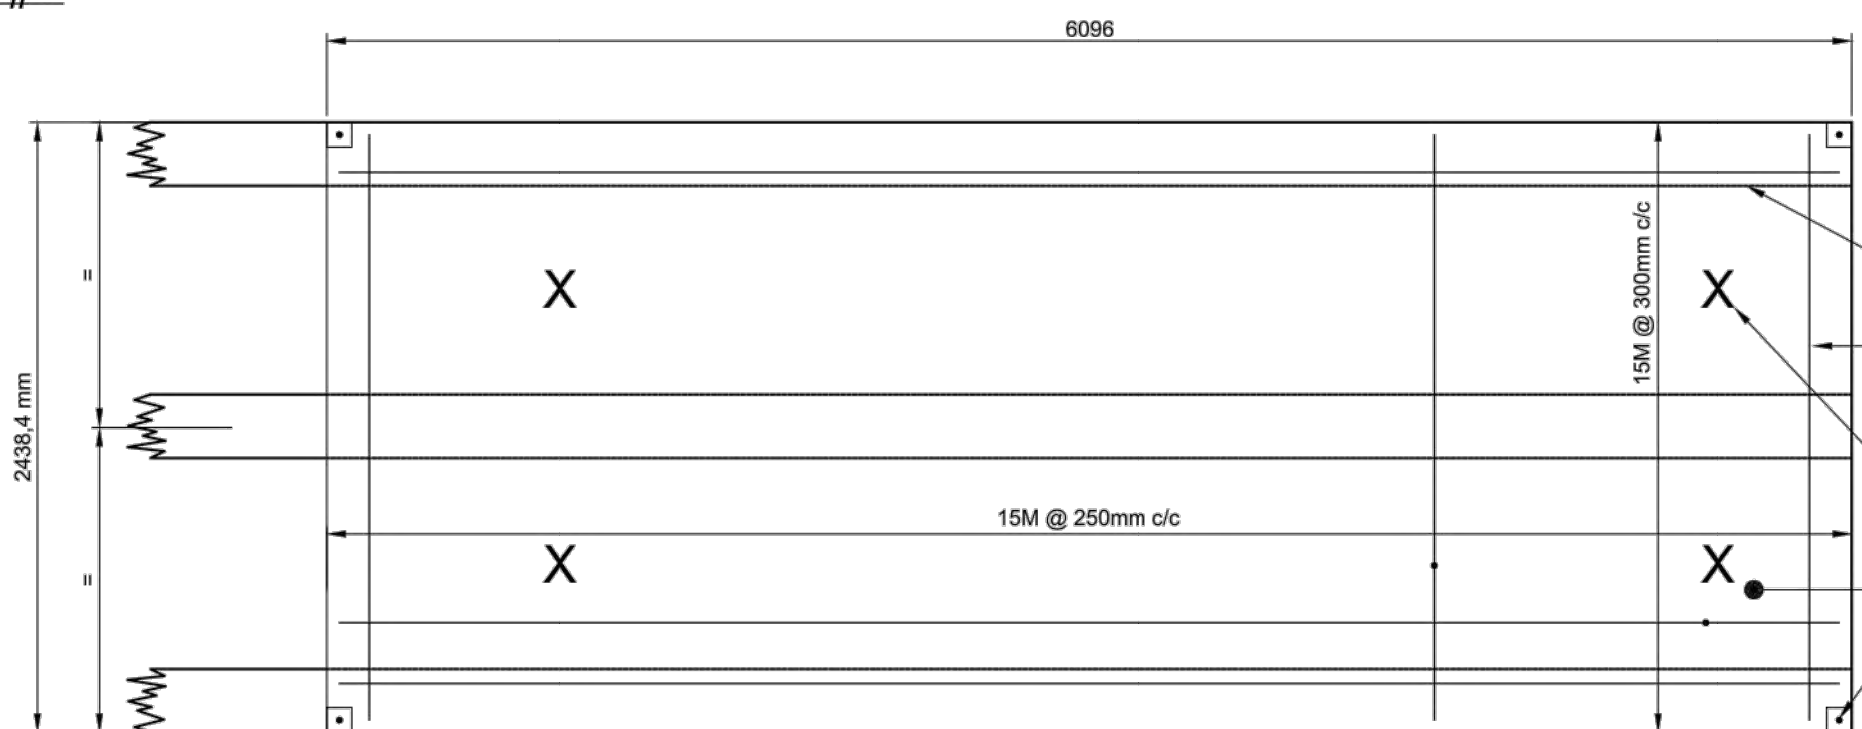 6096
=
X
X
15M @ 300mm c/c
2438,4 mm
15M @ 250mm c/c
=
X
X